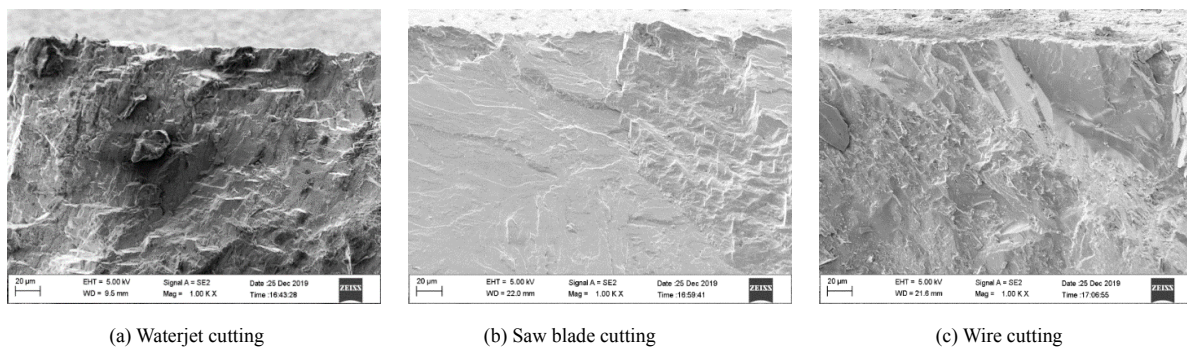 20 µm
EHT = 5.00 kV Signal A = SE2 Date :25 Dec 2019
WD = 9.5 mm Mag = 1.00 K X Time :16:43:28
ZEISS
20 µm
EHT = 5.00 kV Signal A = SE2 Date :25 Dec 2019
WD = 22.0 mm Mag = 1.00 K X Time :16:59:41
ZEISS
20 µm
EHT = 5.00 kV Signal A = SE2 Date :25 Dec 2019
WD = 21.6 mm Mag = 1.00 K X Time :17:06:55
ZEISS
(a) Waterjet cutting
(b) Saw blade cutting
(c) Wire cutting